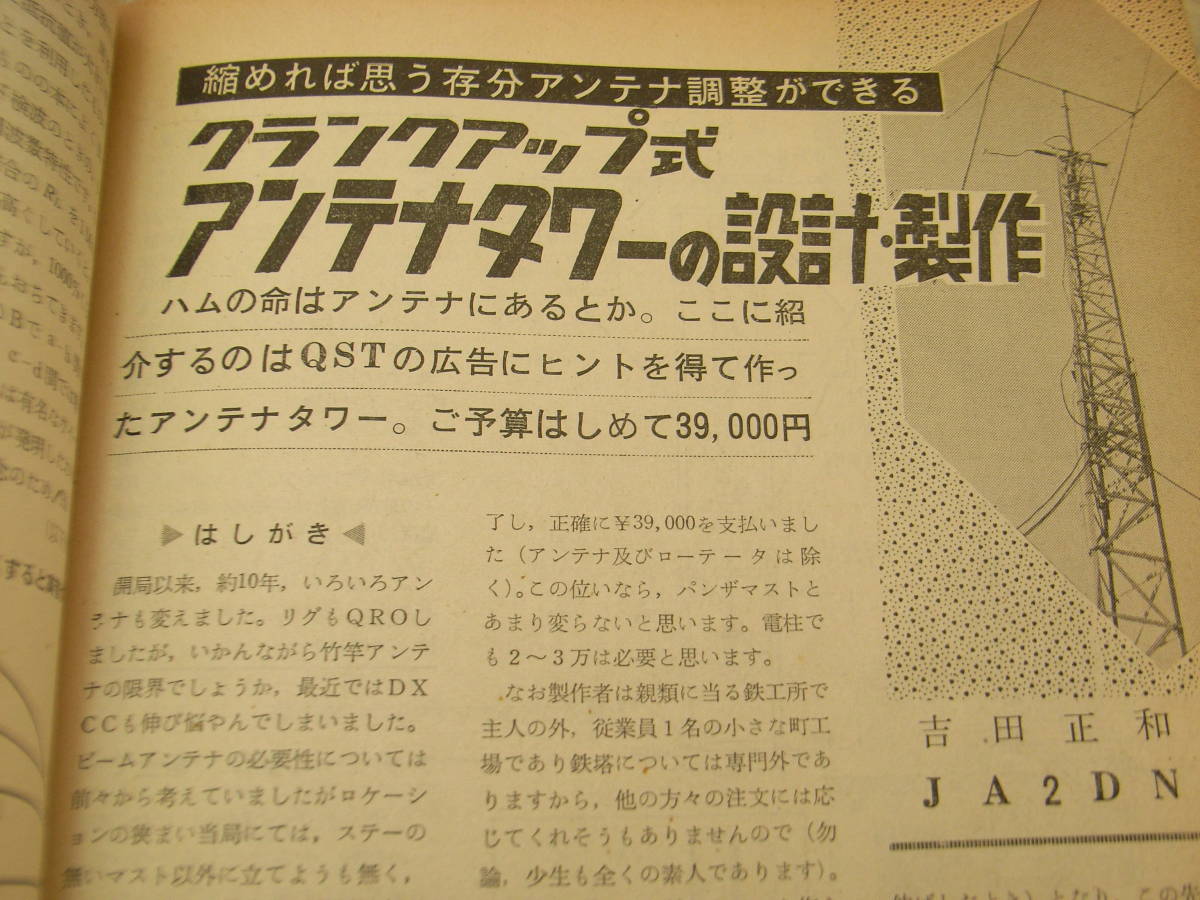 縮めれば思う存分アンテナ調整ができる
クランクアップ式
アンテナタワーの設計・製作
ハムの命はアンテナにあるとか。ここに紹
介するのはQSTの広告にヒントを得て作っ
たアンテナタワー。ご予算はしめて39,000円
吉田正和
JA2DN
はしがき
開局以来，約10年，いろいろアン
テナも変えました。リグもQROし
ましたが，いかんながら竹竿アンテ
ナの限界でしょうか，最近ではDX
CCも伸び悩やんでしまいました。
ビームアンテナの必要性については
前々から考えていましたがロケーシ
ョンの狭まい当局にては，ステーの
無いマスト以外に立てようも無く，
了し，正確に￥39,000を支払いまし
た（アンテナ及びローテータは除
く）。この位いなら，パンザマストと
あまり変らないと思います。電柱で
も２〜３万は必要と思います。
なお製作者は親類に当る鉄工所で
主人の外，従業員１名の小さな町工
場であり鉄塔については専門外であ
りますから，他の方々の注文には応
じてくれそうもありませんので（勿
論，少生も全くの素人であります）。